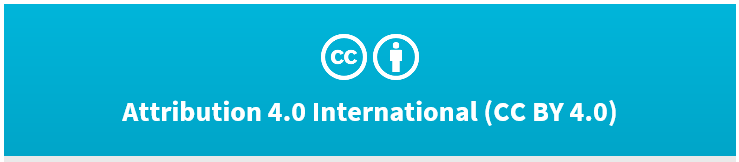 CC
Attribution 4.0 International (CC BY 4.0)